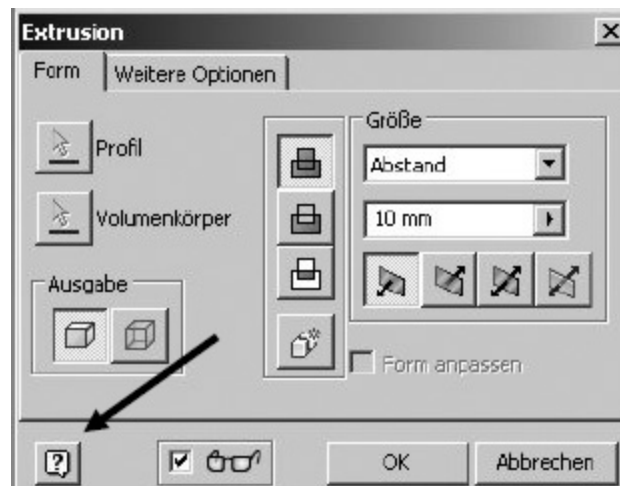 Extrusion
Form Weitere Optionen
Profil
Volumenkörper
Ausgabe
Größe
Abstand
10 mm
Form anpassen
OK Abbrechen